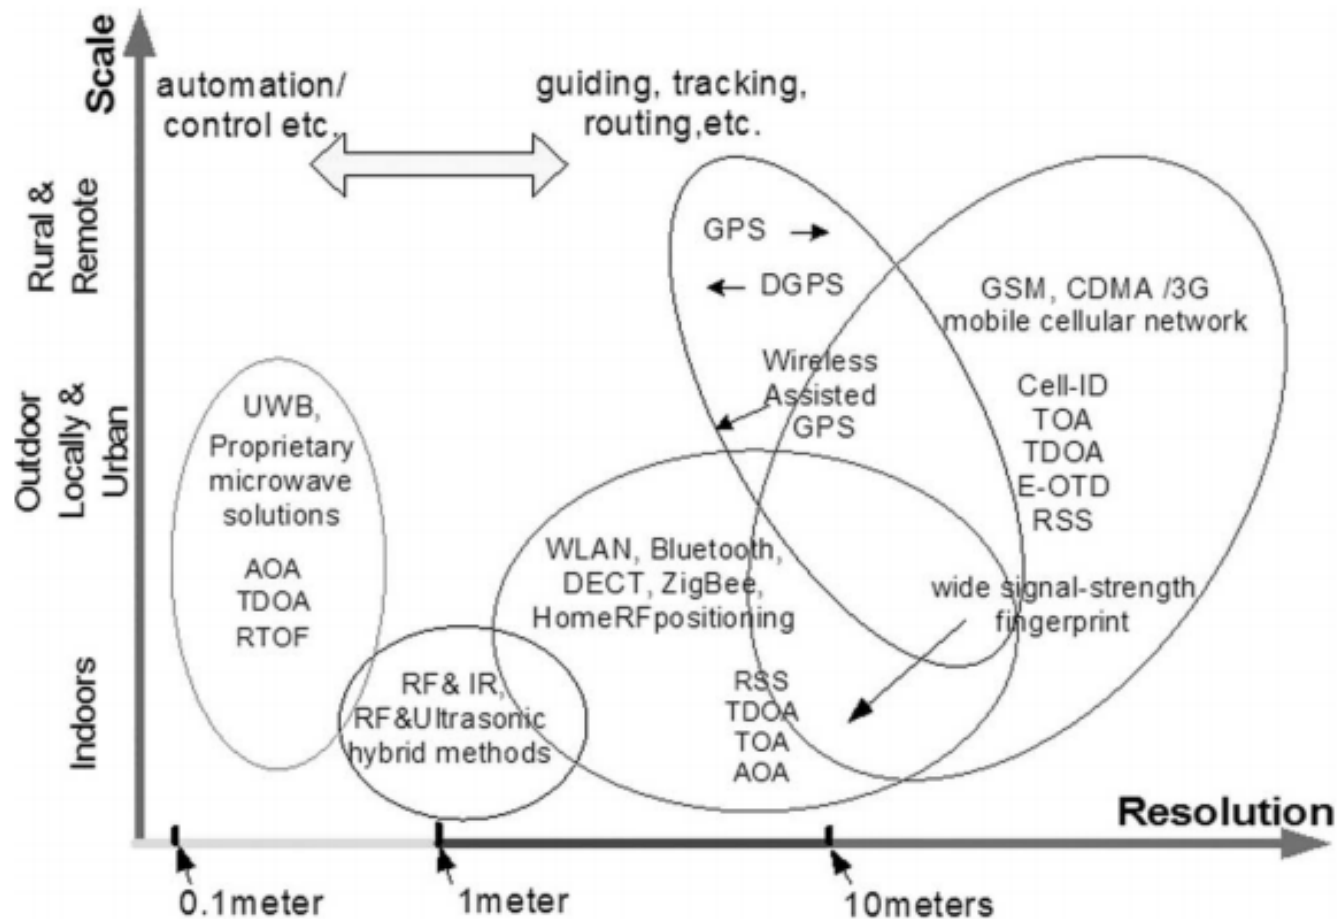 Scale
automation/
control etc.
guiding, tracking,
routing,etc.
Rural &
Remote
GPS
DGPS
GSM, CDMA /3G
mobile cellular network
Wireless
Assisted
GPS
Cell-ID
TOA
TDOA
E-OTD
RSS
Outdoor
Locally &
Urban
UWB,
Proprietary
microwave
solutions
AOA
TDOA
RTOF
WLAN, Bluetooth,
DECT, ZigBee,
HomeRFpositioning
wide signal-strength
fingerprint
Indoors
RF& IR,
RF&Ultrasonic
hybrid methods
RSS
TDOA
TOA
AOA
Resolution
0.1meter
1meter
10meters